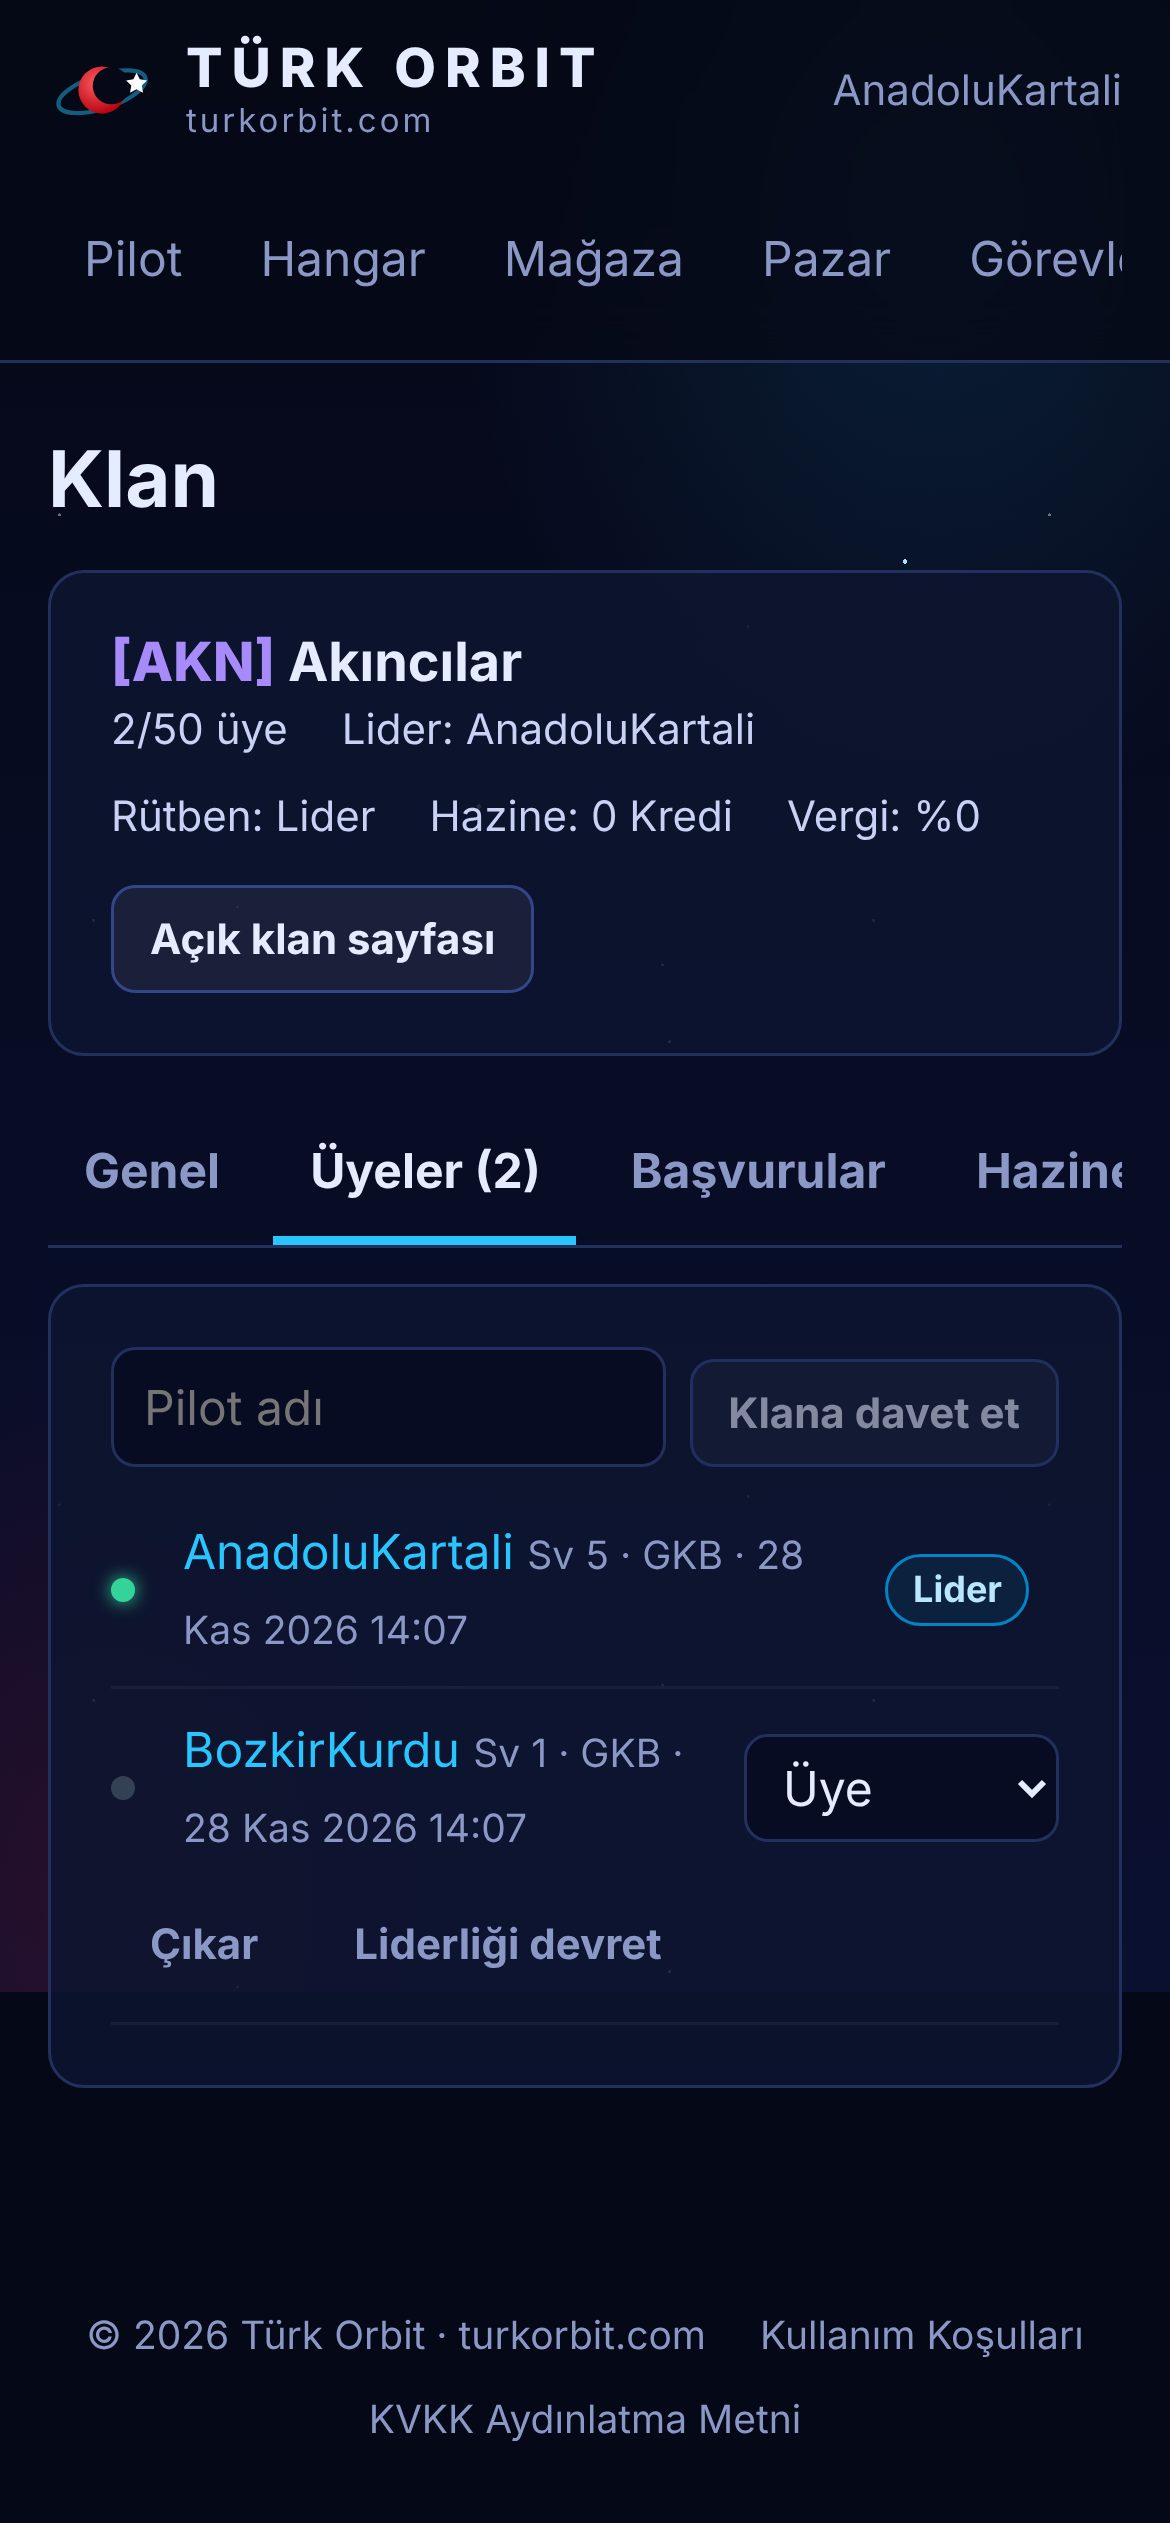 TÜRK ORBIT
turkorbit.com
AnadoluKartali
Pilot Hangar Mağaza Pazar
Klan
[AKN] Akıncılar
2/50 üye Lider: AnadoluKartali
Rütben: Lider Hazine: 0 Kredi Vergi: %0
Açık klan sayfası
Genel Üyeler (2) Başvurular Hazine
Pilot adı
Klana davet et
AnadoluKartali Sv 5 · GKB · 28
Kas 2026 14:07
Lider
BozkirKurdu Sv 1 · GKB ·
28 Kas 2026 14:07
Üye
Çıkar Liderliği devret
© 2026 Türk Orbit · turkorbit.com Kullanım Koşulları
KVKK Aydınlatma Metni